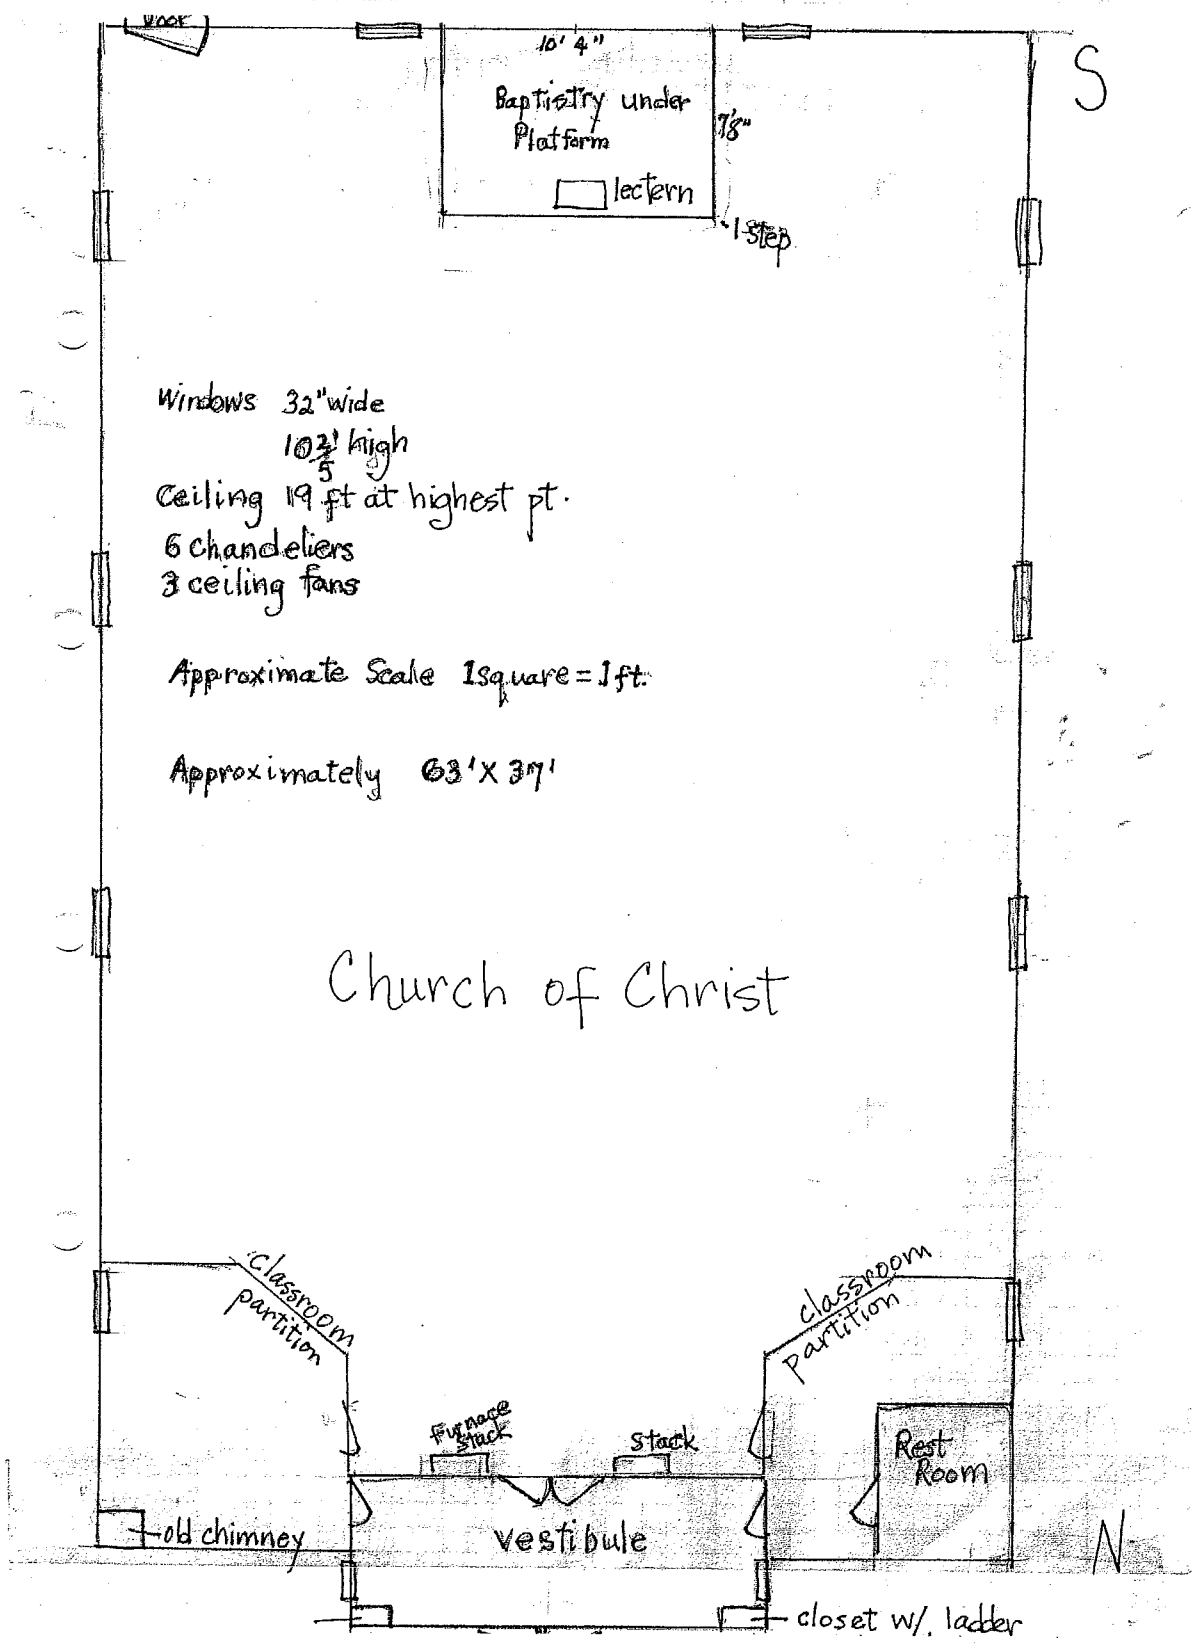 Door
10' 4"
S
Baptistry under
Platform
7'8"
lectern
1 step
Windows 32" wide
10 2/5' high
Ceiling 19 ft at highest pt.
6 Chandeliers
3 ceiling fans
Approximate Scale 1 square = 1 ft.
Approximately 63' X 37'
Church of Christ
Classroom
partition
classroom
partition
Furnace
stack
stack
Rest
Room
old chimney
vestibule
N
closet w/. ladder